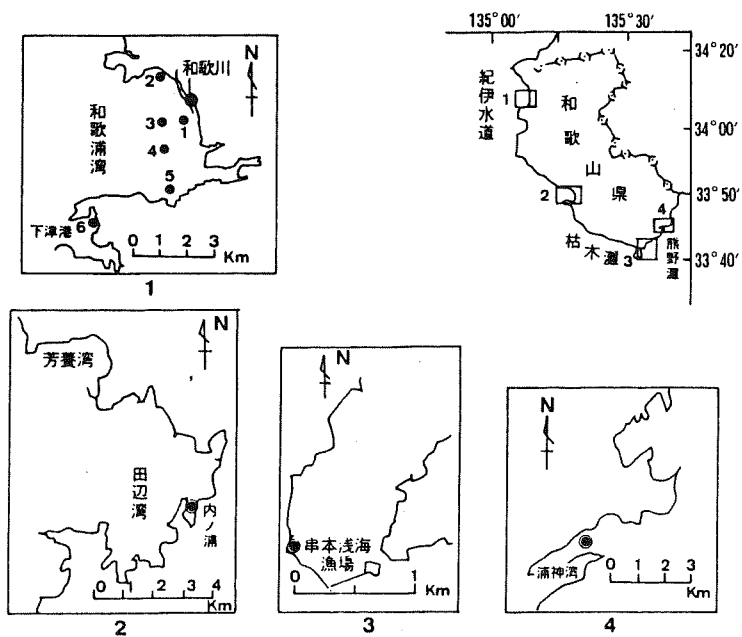 N
和歌川
2
和歌浦湾
3
1
4
5
下津港
6
0 1 2 3
Km
1
135°00′
135°30′
34°20′
34°00′
33°50′
33°40′
紀伊水道
1
和歌山県
2
4
枯木灘
3
熊野灘
N
芳養湾
田辺湾
内ノ浦
0 1 2 3 4
Km
2
N
串本浅海
漁場
0 1
Km
3
N
浦神湾
0 1 2 3
Km
4